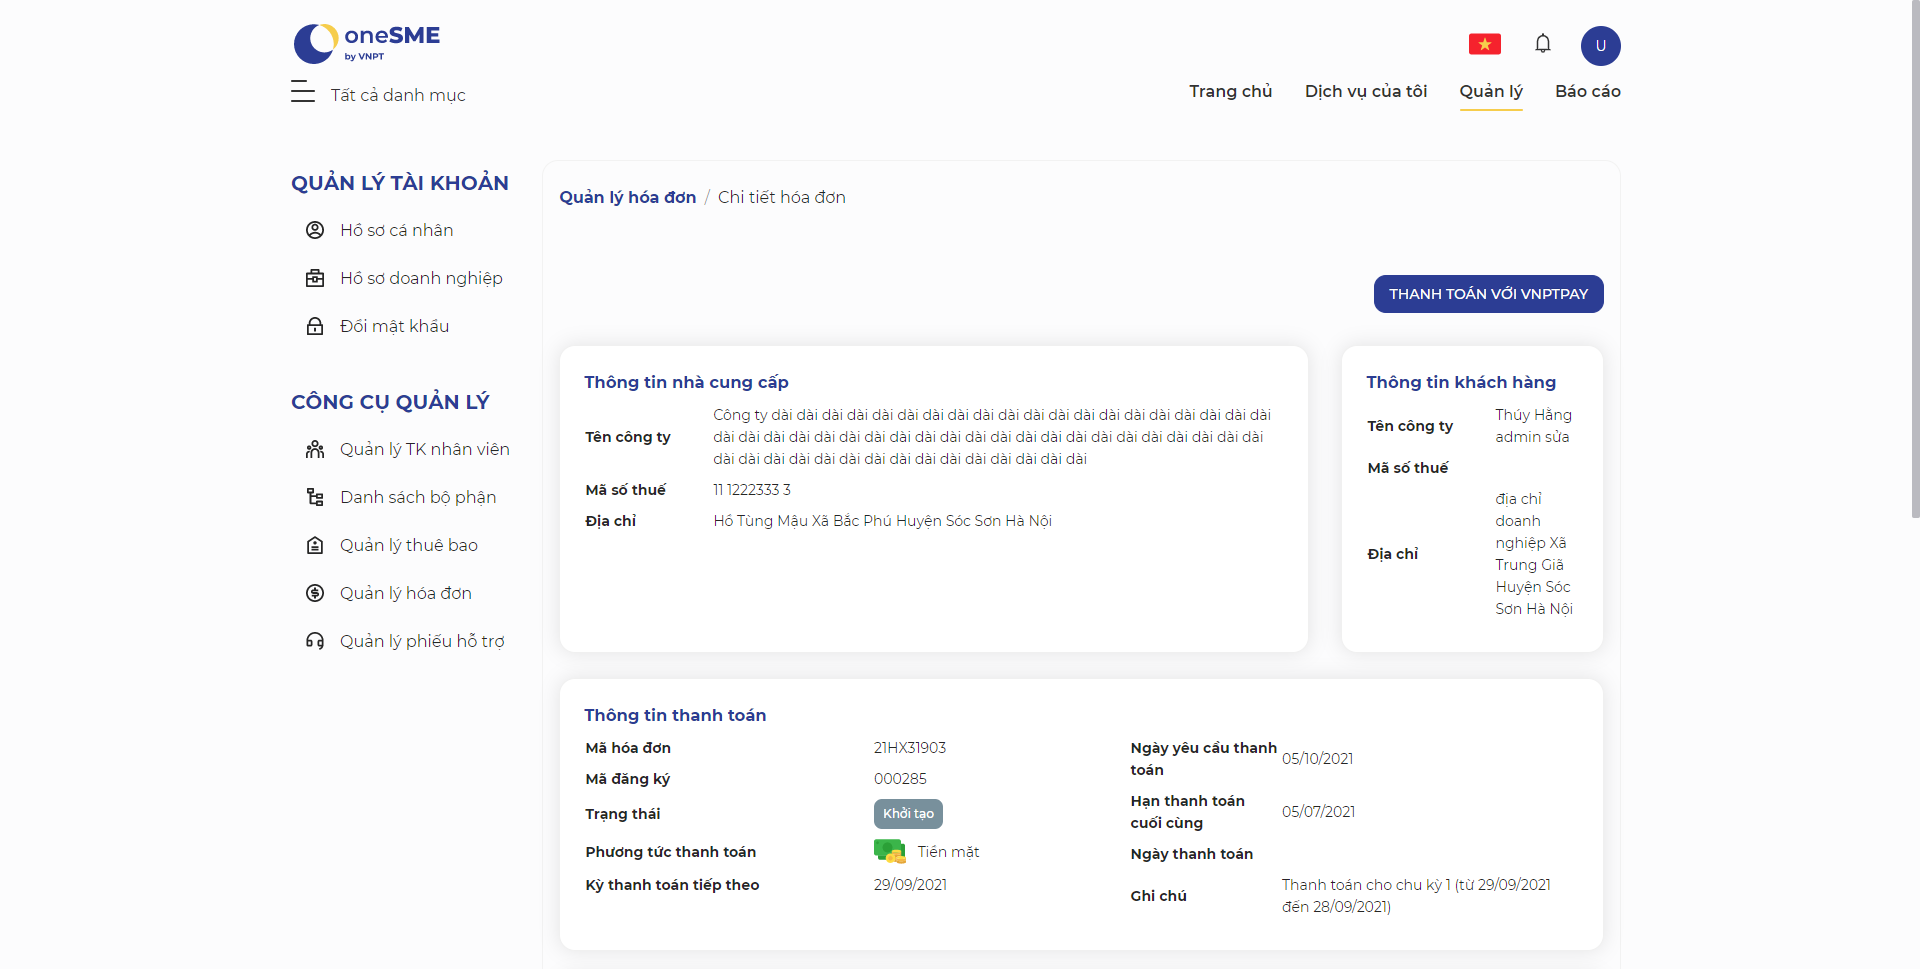 oneSME
by VNPT
U
Tất cả danh mục
Trang chủ
Dịch vụ của tôi
Quản lý
Báo cáo
QUẢN LÝ TÀI KHOẢN
Hồ sơ cá nhân
Hồ sơ doanh nghiệp
Đổi mật khẩu
CÔNG CỤ QUẢN LÝ
Quản lý TK nhân viên
Danh sách bộ phận
Quản lý thuê bao
Quản lý hóa đơn
Quản lý phiếu hỗ trợ
Quản lý hóa đơn / Chi tiết hóa đơn
THANH TOÁN VỚI VNPTPAY
Thông tin nhà cung cấp
Tên công ty
Công ty dài dài dài dài dài dài dài dài dài dài dài dài dài dài dài dài dài dài dài dài
dài dài dài dài dài dài dài dài dài dài dài dài dài dài dài dài dài dài dài dài dài dài
dài dài dài dài dài dài dài dài dài dài dài dài dài dài dài
Mã số thuế
11 1222333 3
Địa chỉ
Hồ Tùng Mậu Xã Bắc Phú Huyện Sóc Sơn Hà Nội
Thông tin khách hàng
Tên công ty
Thúy Hằng
admin sửa
Mã số thuế
Địa chỉ
địa chỉ
doanh
nghiệp Xã
Trung Giã
Huyện Sóc
Sơn Hà Nội
Thông tin thanh toán
Mã hóa đơn
21HX31903
Mã đăng ký
000285
Trạng thái
Khởi tạo
Phương tức thanh toán
Tiền mặt
Kỳ thanh toán tiếp theo
29/09/2021
Ngày yêu cầu thanh
toán
05/10/2021
Hạn thanh toán
cuối cùng
05/07/2021
Ngày thanh toán
Ghi chú
Thanh toán cho chu kỳ 1 (từ 29/09/2021
đến 28/09/2021)